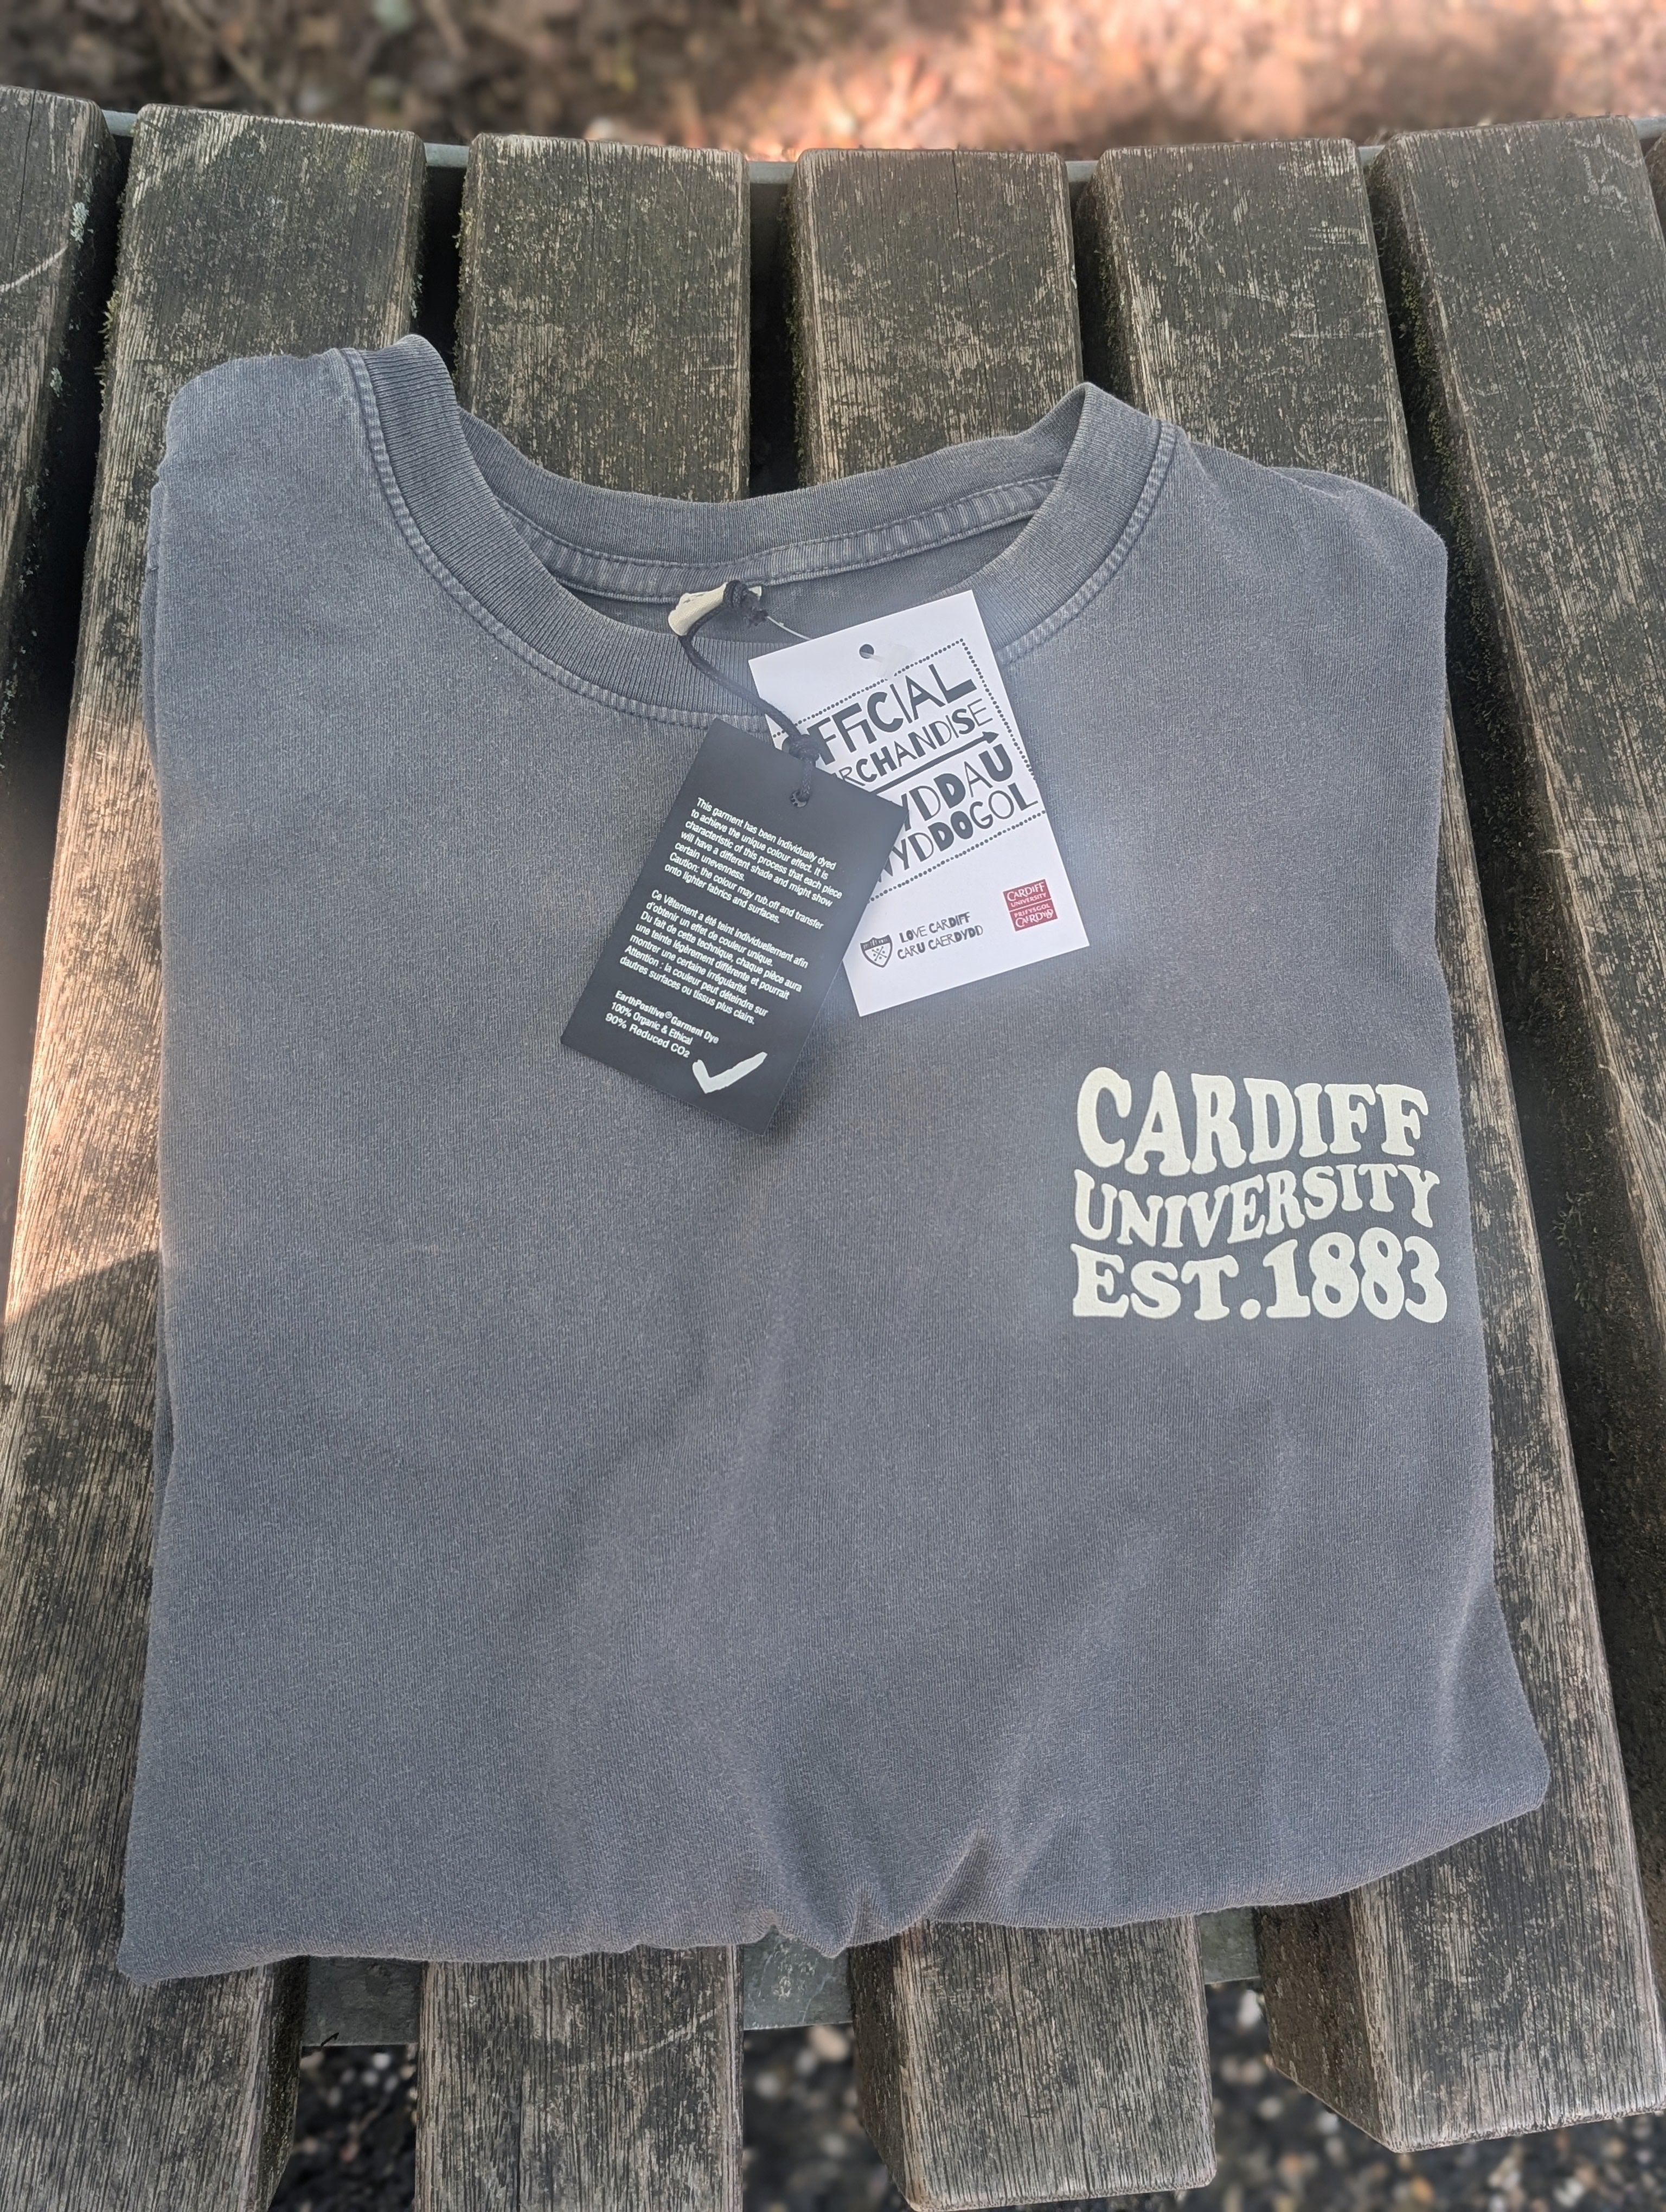 This garment has been individually dyed
to achieve the unique colour effect. It is
characteristic of this process that each piece
will have a different shade and might show
certain unevenness.
Caution: the colour may rub off and transfer
onto lighter fabrics and surfaces.
Ce Vêtement a été teint individuellement afin
d'obtenir un effet de couleur unique.
Du fait de cette technique, chaque pièce aura
une teinte légèrement différente et pourrait
montrer une certaine irrégularité.
Attention : la couleur peut déteindre sur
dautres surfaces ou tissus plus clairs.
EarthPositive® Garment Dye
100% Organic & Ethical
90% Reduced CO2
FFICIAL
RCHANDISE
YDDAU
YDDOGOL
LOVE CARDIFF
CARU CAERDYDD
CARDIFF
UNIVERSITY
PRIFYSGOL
CAERDYDD
CARDIFF
UNIVERSITY
EST.1883